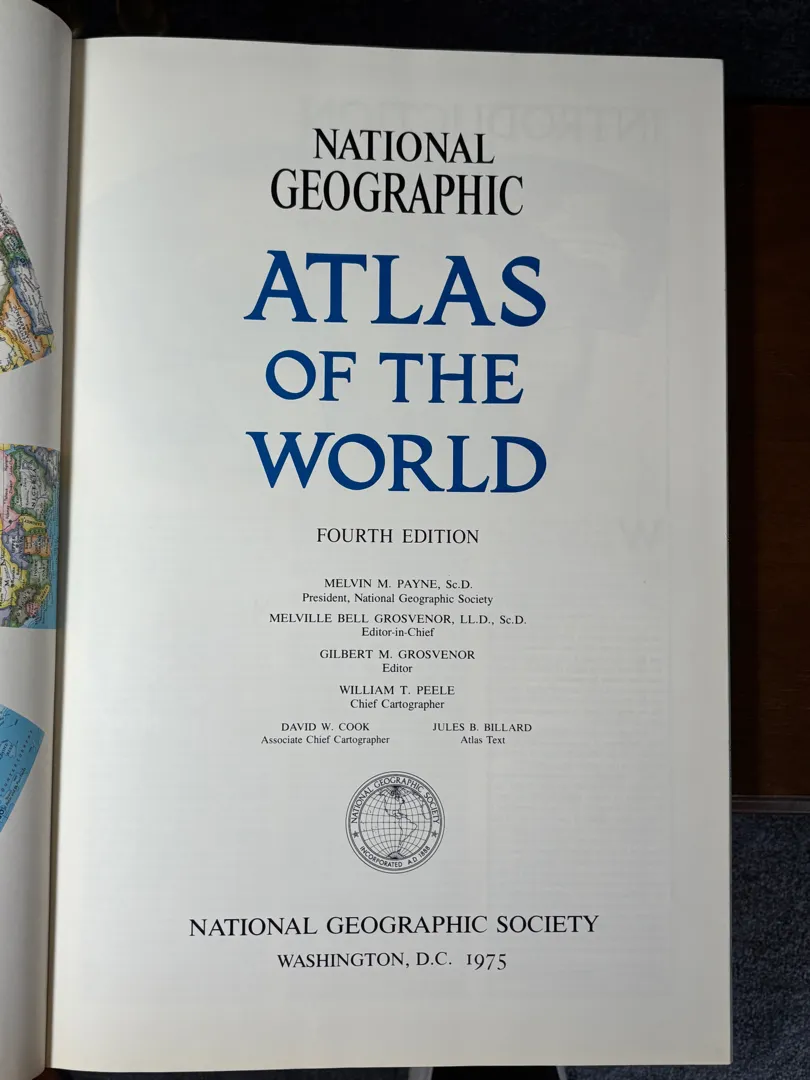 NATIONAL
GEOGRAPHIC
ATLAS
OF THE
WORLD
FOURTH EDITION
MELVIN M. PAYNE, Sc.D.
President, National Geographic Society
MELVILLE BELL GROSVENOR, LL.D., Sc.D.
Editor-in-Chief
GILBERT M. GROSVENOR
Editor
WILLIAM T. PEELE
Chief Cartographer
DAVID W. COOK
Associate Chief Cartographer
JULES B. BILLARD
Atlas Text
NATIONAL GEOGRAPHIC SOCIETY
INCORPORATED A.D. 1888
NATIONAL GEOGRAPHIC SOCIETY
WASHINGTON, D.C. 1975